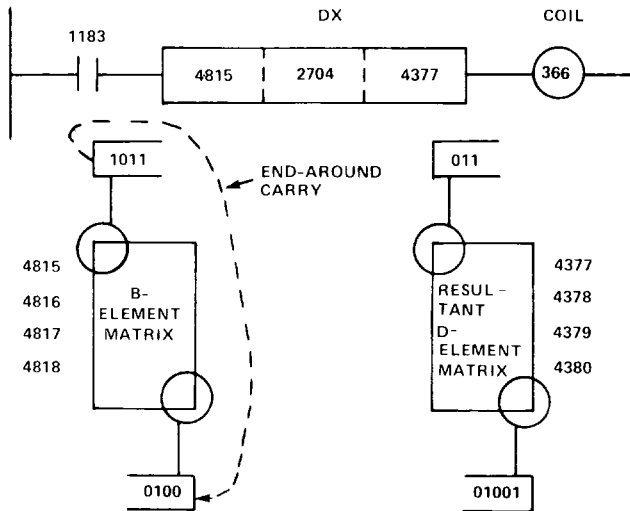 DX
COIL
1183
4815
2704
4377
366
1011
END-AROUND
CARRY
011
4815
4816
4817
4818
B-
ELEMENT
MATRIX
RESUL-
TANT
D-
ELEMENT
MATRIX
4377
4378
4379
4380
0100
01001